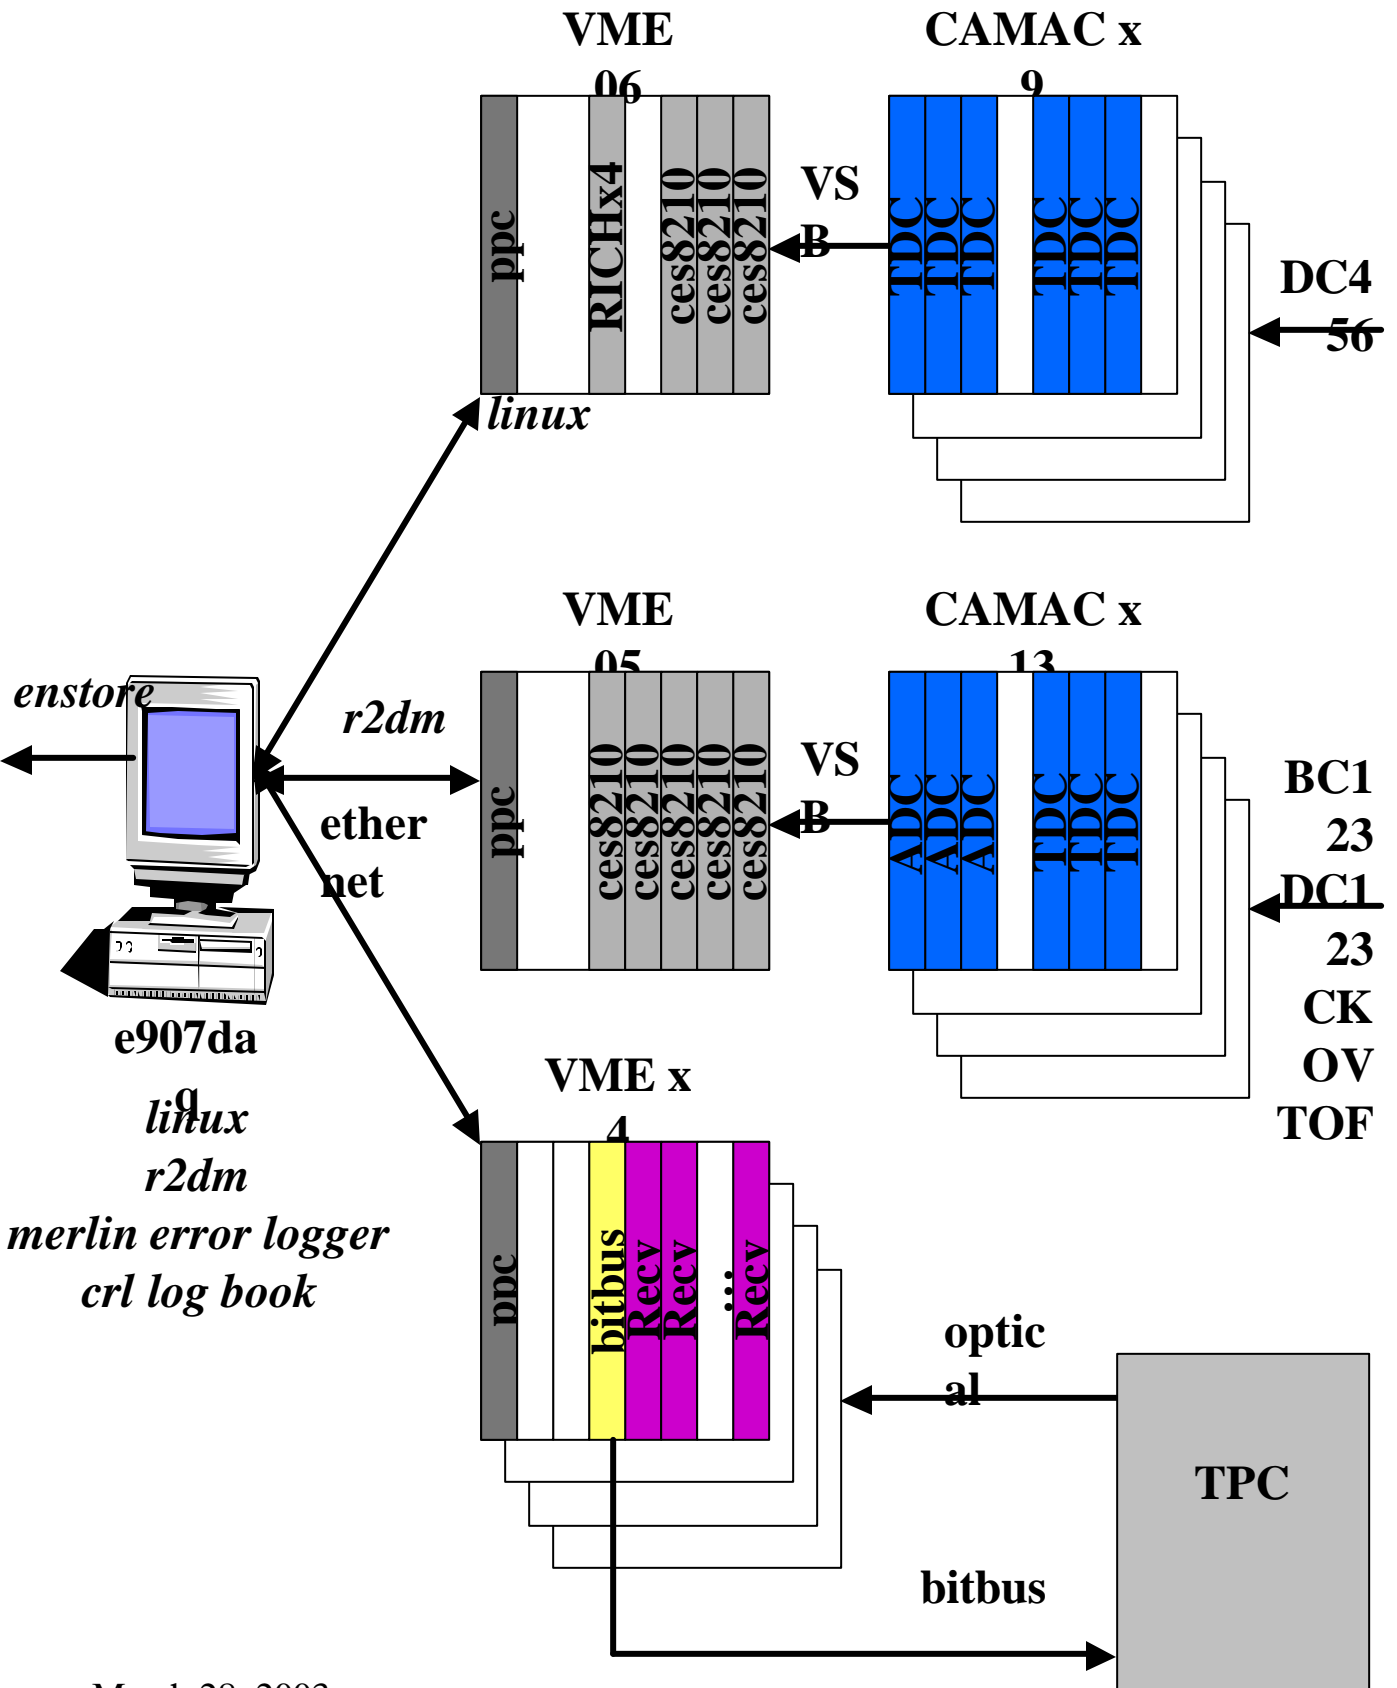 VME
06
CAMAC x
9
ppc
RICHx4
ces8210
ces8210
ces8210
VS
B
TDC
TDC
TDC
TDC
TDC
TDC
DC4
56
linux
VME
05
CAMAC x
13
enstore
r2dm
ether
net
ppc
ces8210
ces8210
ces8210
ces8210
ces8210
VS
B
ADC
ADC
ADC
TDC
TDC
TDC
BC1
23
DC1
23
CK
OV
TOF
e907da
q
linux
r2dm
merlin error logger
crl log book
VME x
4
ppc
bitbus
Recv
Recv
...
Recv
optic
al
TPC
bitbus
March 28, 2003